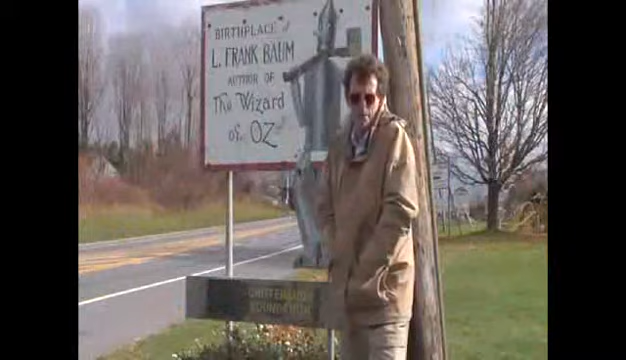 BIRTHPLACE of
L. FRANK BAUM
AUTHOR OF
The Wizard
of OZ